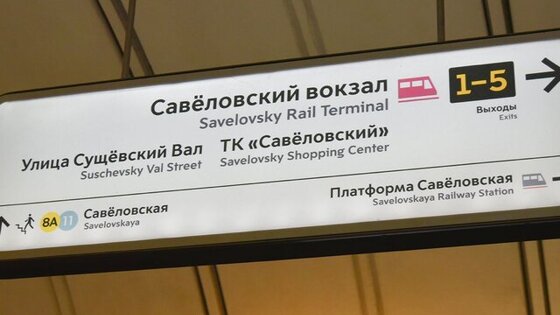 Савёловский вокзал
Savelovsky Rail Terminal
1–5
Выходы
Exits
Улица Сущёвский Вал
Suschevsky Val Street
ТК «Савёловский»
Savelovsky Shopping Center
8А 11 Савёловская
Savelovskaya
Платформа Савёловская
Savelovskaya Railway Station